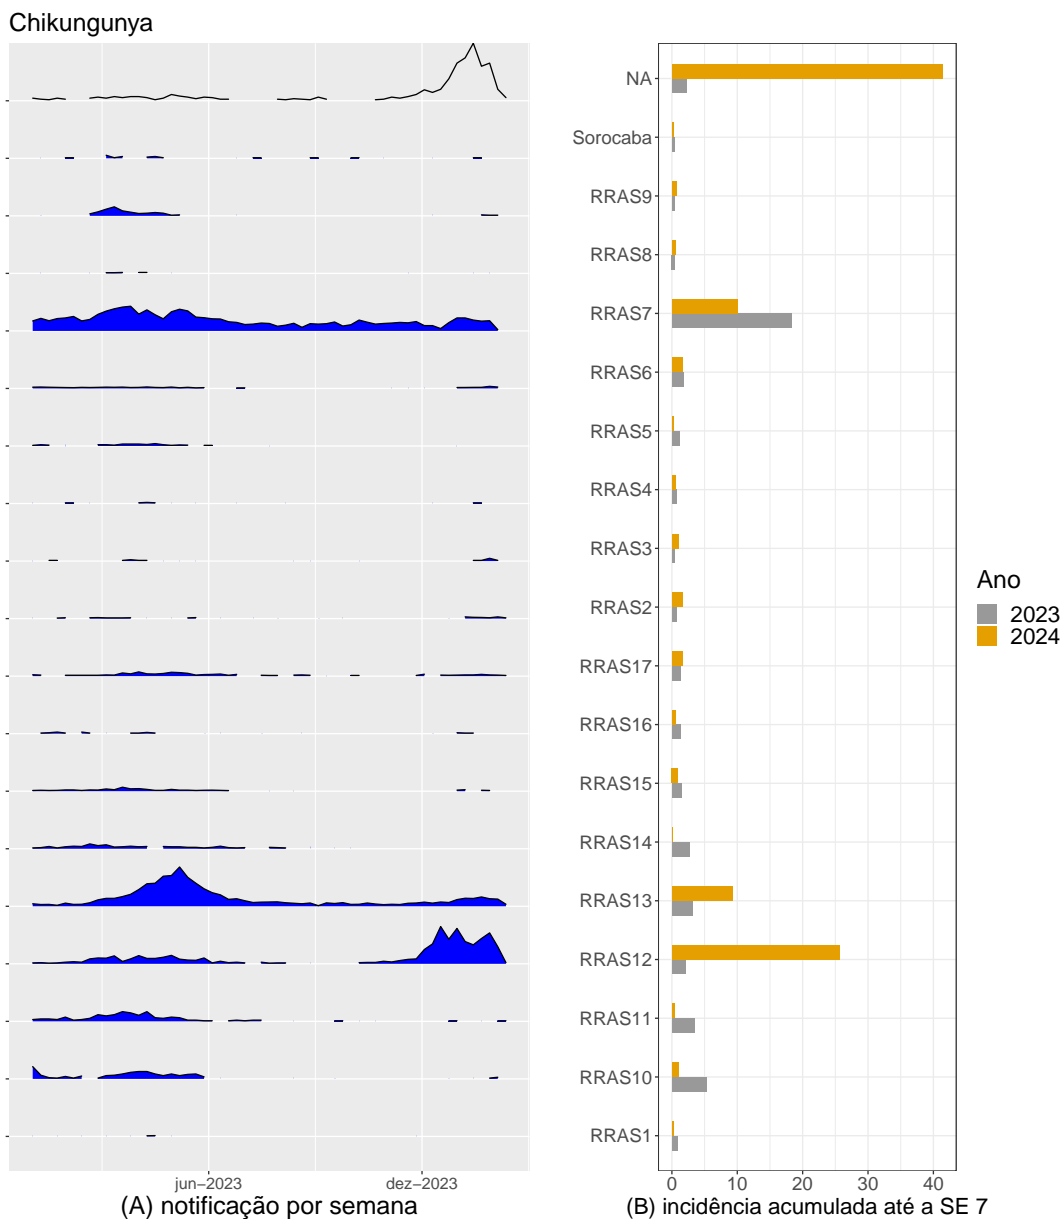 Chikungunya
NA
Sorocaba
RRAS9
RRAS8
RRAS7
RRAS6
RRAS5
RRAS4
RRAS3
RRAS2
RRAS17
RRAS16
RRAS15
RRAS14
RRAS13
RRAS12
RRAS11
RRAS10
RRAS1
jun−2023 dez−2023
(A) notificação por semana
0 10 20 30 40
(B) incidência acumulada até a SE 7
Ano
2023
2024